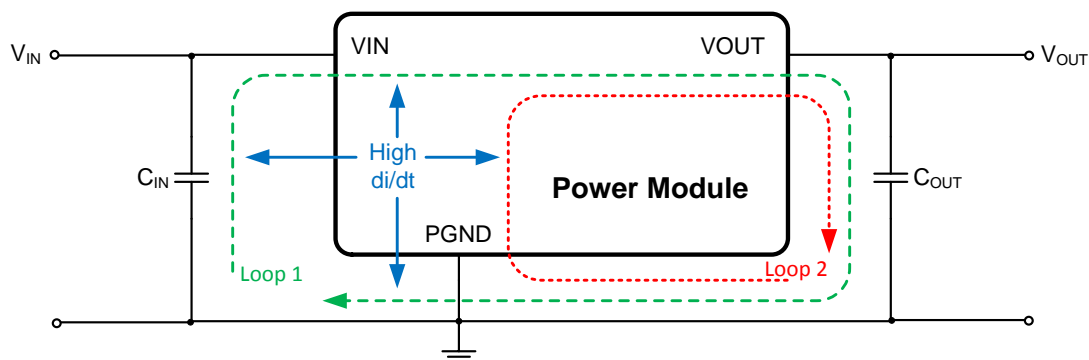 VIN
VIN
VOUT
VOUT
High
di/dt
CIN
Power Module
COUT
PGND
Loop 1
Loop 2